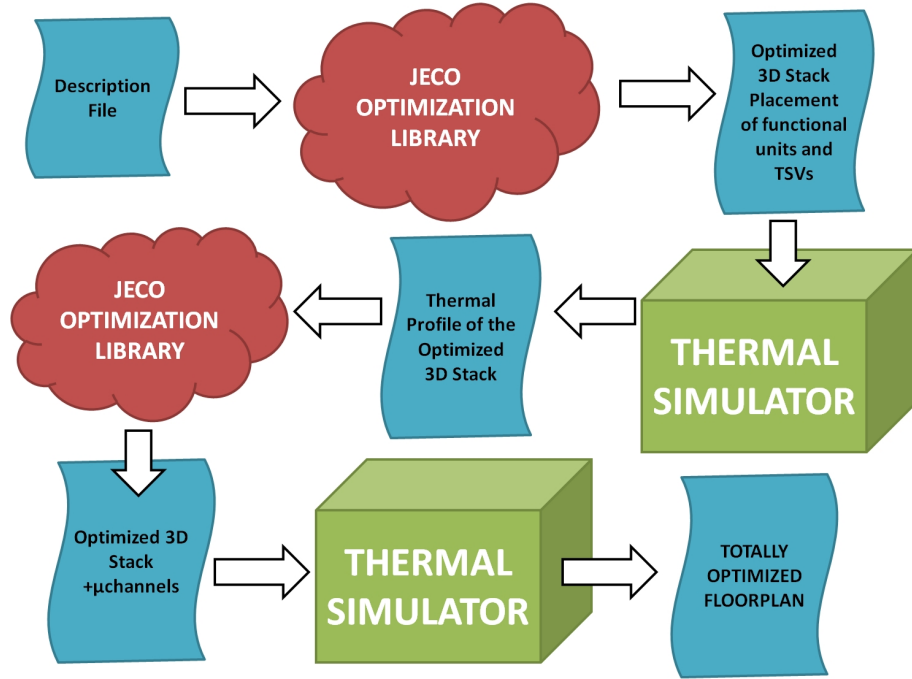 Description
File
JECO
OPTIMIZATION
LIBRARY
Optimized
3D Stack
Placement
of functional
units and
TSVs
JECO
OPTIMIZATION
LIBRARY
Thermal
Profile of the
Optimized
3D Stack
THERMAL
SIMULATOR
Optimized 3D
Stack
+μchannels
THERMAL
SIMULATOR
TOTALLY
OPTIMIZED
FLOORPLAN